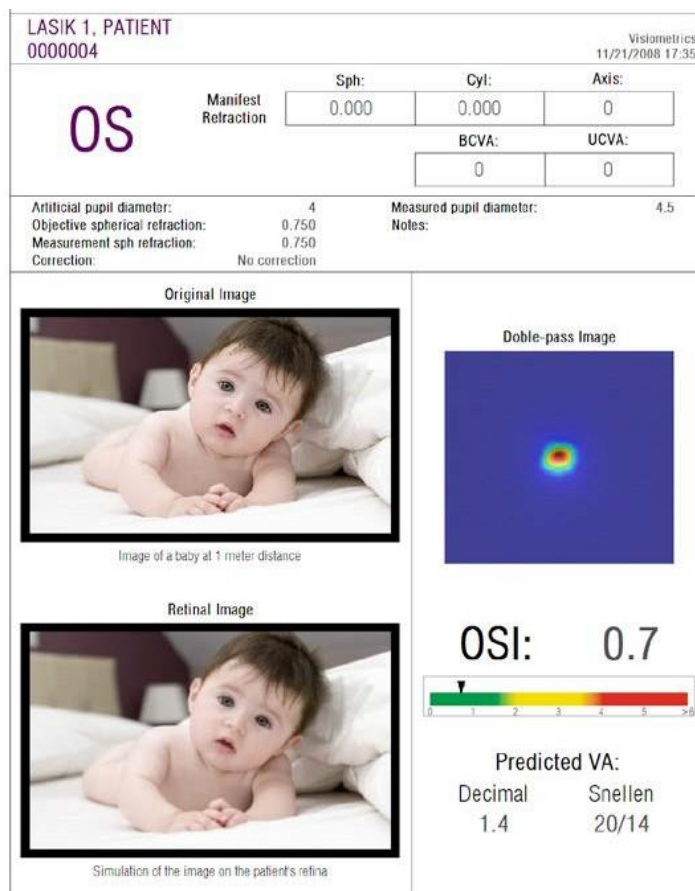 LASIK 1, PATIENT
0000004
Visiometrics
11/21/2008 17:35
OS
Manifest
Refraction
Sph: Cyl: Axis:
0.000 0.000 0
BCVA: UCVA:
0 0
Artificial pupil diameter: 4
Objective spherical refraction: 0.750
Measurement sph refraction: 0.750
Correction: No correction
Measured pupil diameter: 4.5
Notes:
Original Image
Image of a baby at 1 meter distance
Retinal Image
Simulation of the image on the patient's retina
Doble-pass Image
OSI: 0.7
0 1 2 3 4 5 >6
Predicted VA:
Decimal Snellen
1.4 20/14